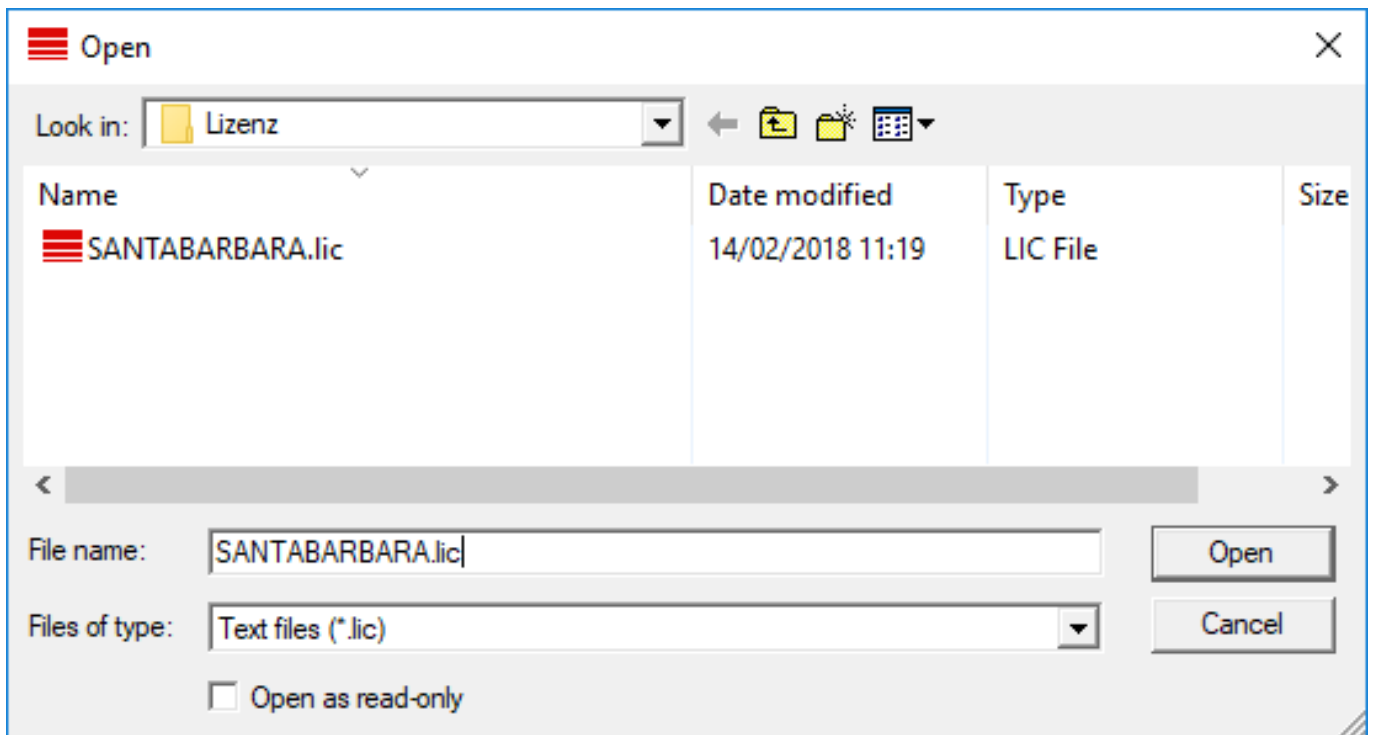 Open
Look in: Lizenz
Name Date modified Type Size
SANTABARBARA.lic 14/02/2018 11:19 LIC File
File name: SANTABARBARA.lic Open
Files of type: Text files (*.lic) Cancel
Open as read-only